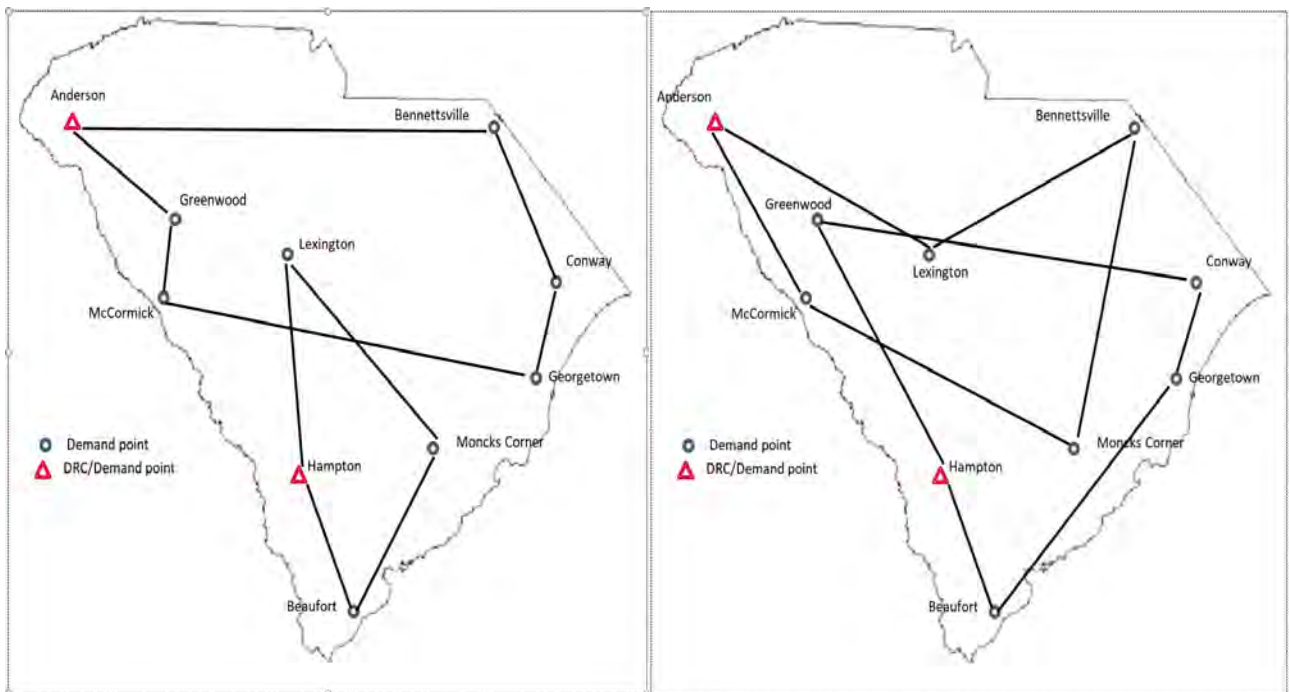 Anderson
Bennettsville
Greenwood
Lexington
Conway
McCormick
Georgetown
Demand point
Moncks Corner
DRC/Demand point
Hampton
Beaufort
Anderson
Bennettsville
Greenwood
Lexington
Conway
McCormick
Georgetown
Demand point
Moncks Corner
DRC/Demand point
Hampton
Beaufort